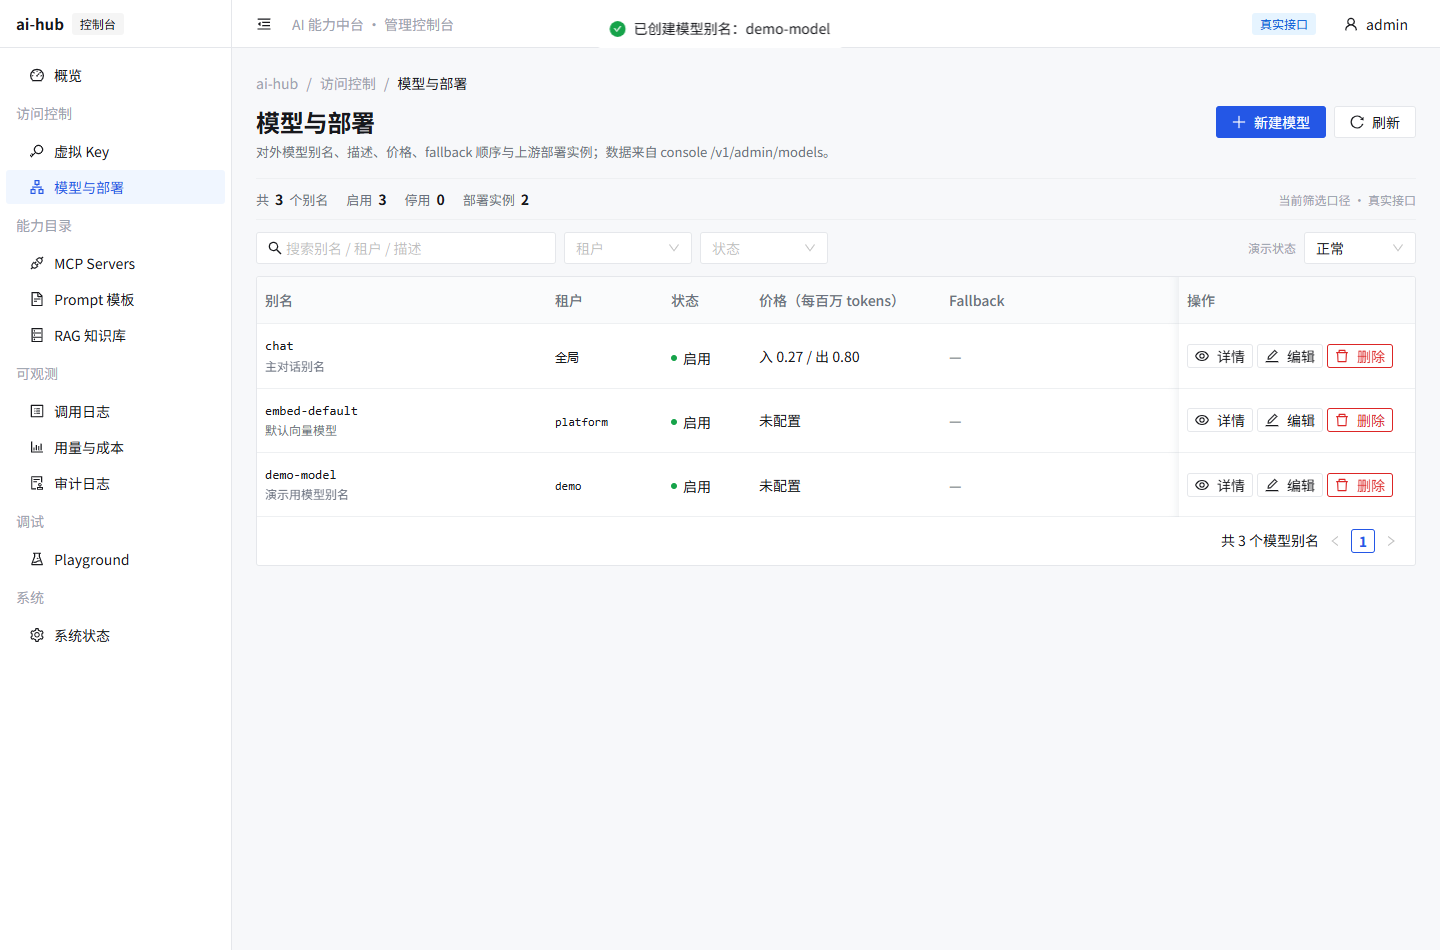 ai-hub 控制台
AI 能力中台 • 管理控制台
已创建模型别名：demo-model
真实接口
admin
概览
访问控制
虚拟 Key
模型与部署
能力目录
MCP Servers
Prompt 模板
RAG 知识库
可观测
调用日志
用量与成本
审计日志
调试
Playground
系统
系统状态
ai-hub / 访问控制 / 模型与部署
模型与部署
新建模型
刷新
对外模型别名、描述、价格、fallback 顺序与上游部署实例；数据来自 console /v1/admin/models。
共 3 个别名 启用 3 停用 0 部署实例 2
当前筛选口径 • 真实接口
搜索别名 / 租户 / 描述
租户
状态
演示状态 正常
别名 租户 状态 价格（每百万 tokens） Fallback 操作
chat
主对话别名
全局 启用 入 0.27 / 出 0.80 — 详情 编辑 删除
embed-default
默认向量模型
platform 启用 未配置 — 详情 编辑 删除
demo-model
演示用模型别名
demo 启用 未配置 — 详情 编辑 删除
共 3 个模型别名 1